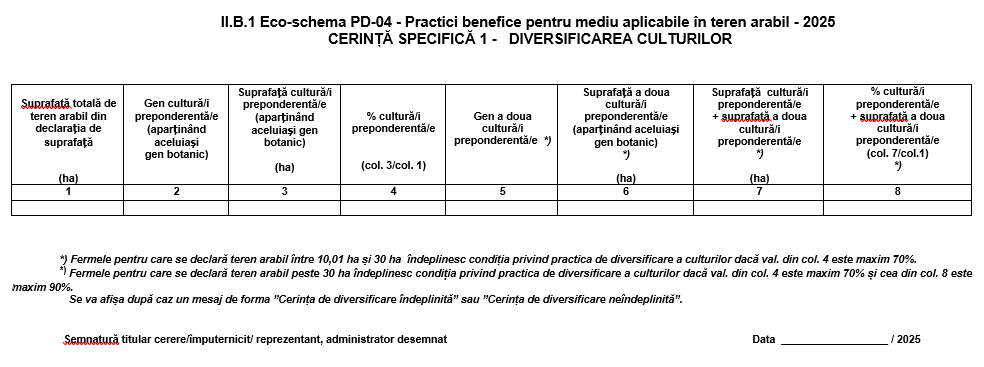 II.B.1 Eco-schema PD-04 - Practici benefice pentru mediu aplicabile în teren arabil - 2025
CERINȚĂ SPECIFICĂ 1 - DIVERSIFICAREA CULTURILOR
Suprafață totală de
teren arabil din
declarația de
suprafață
(ha)
Gen cultură/i
preponderentă/e
(aparținând
aceluiași
gen botanic)
Suprafață cultură/i
preponderentă/e
(aparținând
aceluiași gen
botanic)
(ha)
% cultură/i
preponderentă/e
(col. 3/col. 1)
Gen a doua
cultură/i
preponderentă/e *)
Suprafață a doua
cultură/i
preponderentă/e
(aparținând aceluiași
gen botanic)
*)
(ha)
Suprafață cultură/i
preponderentă/e
+ suprafață a doua
cultură/i
preponderentă/e
*)
(ha)
% cultură/i
preponderentă/e
+ suprafață a doua
cultură/i
preponderentă/e
(col. 7/col.1)
*)
1 2 3 4 5 6 7 8
*) Fermele pentru care se declară teren arabil între 10,01 ha și 30 ha îndeplinesc condiția privind practica de diversificare a culturilor dacă val. din col. 4 este maxim 70%.
*) Fermele pentru care se declară teren arabil peste 30 ha îndeplinesc condiția privind practica de diversificare a culturilor dacă val. din col. 4 este maxim 70% și cea din col. 8 este
maxim 90%.
Se va afișa după caz un mesaj de forma ”Cerința de diversificare îndeplinită” sau ”Cerința de diversificare neîndeplinită”.
Semnatură titular cerere/împuternicit/ reprezentant, administrator desemnat
Data __________________ / 2025